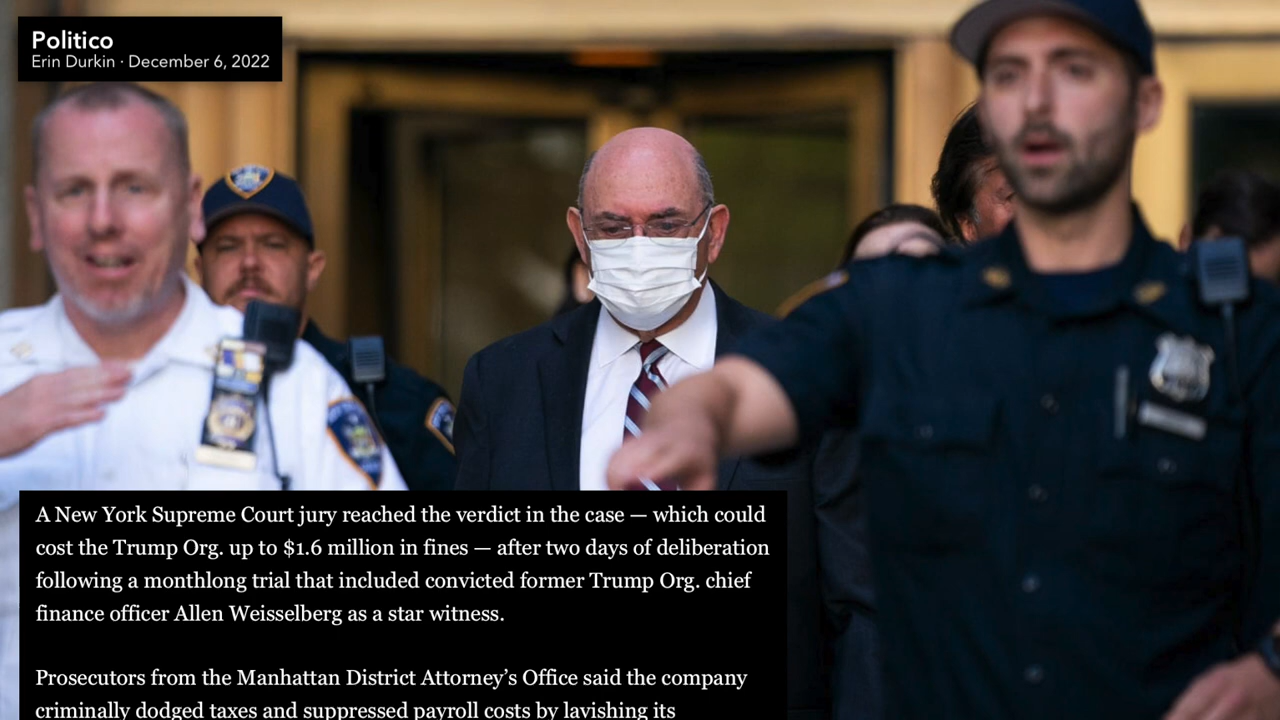 Politico
Erin Durkin · December 6, 2022
A New York Supreme Court jury reached the verdict in the case — which could
cost the Trump Org. up to $1.6 million in fines — after two days of deliberation
following a monthlong trial that included convicted former Trump Org. chief
finance officer Allen Weisselberg as a star witness.
Prosecutors from the Manhattan District Attorney’s Office said the company
criminally dodged taxes and suppressed payroll costs by lavishing its